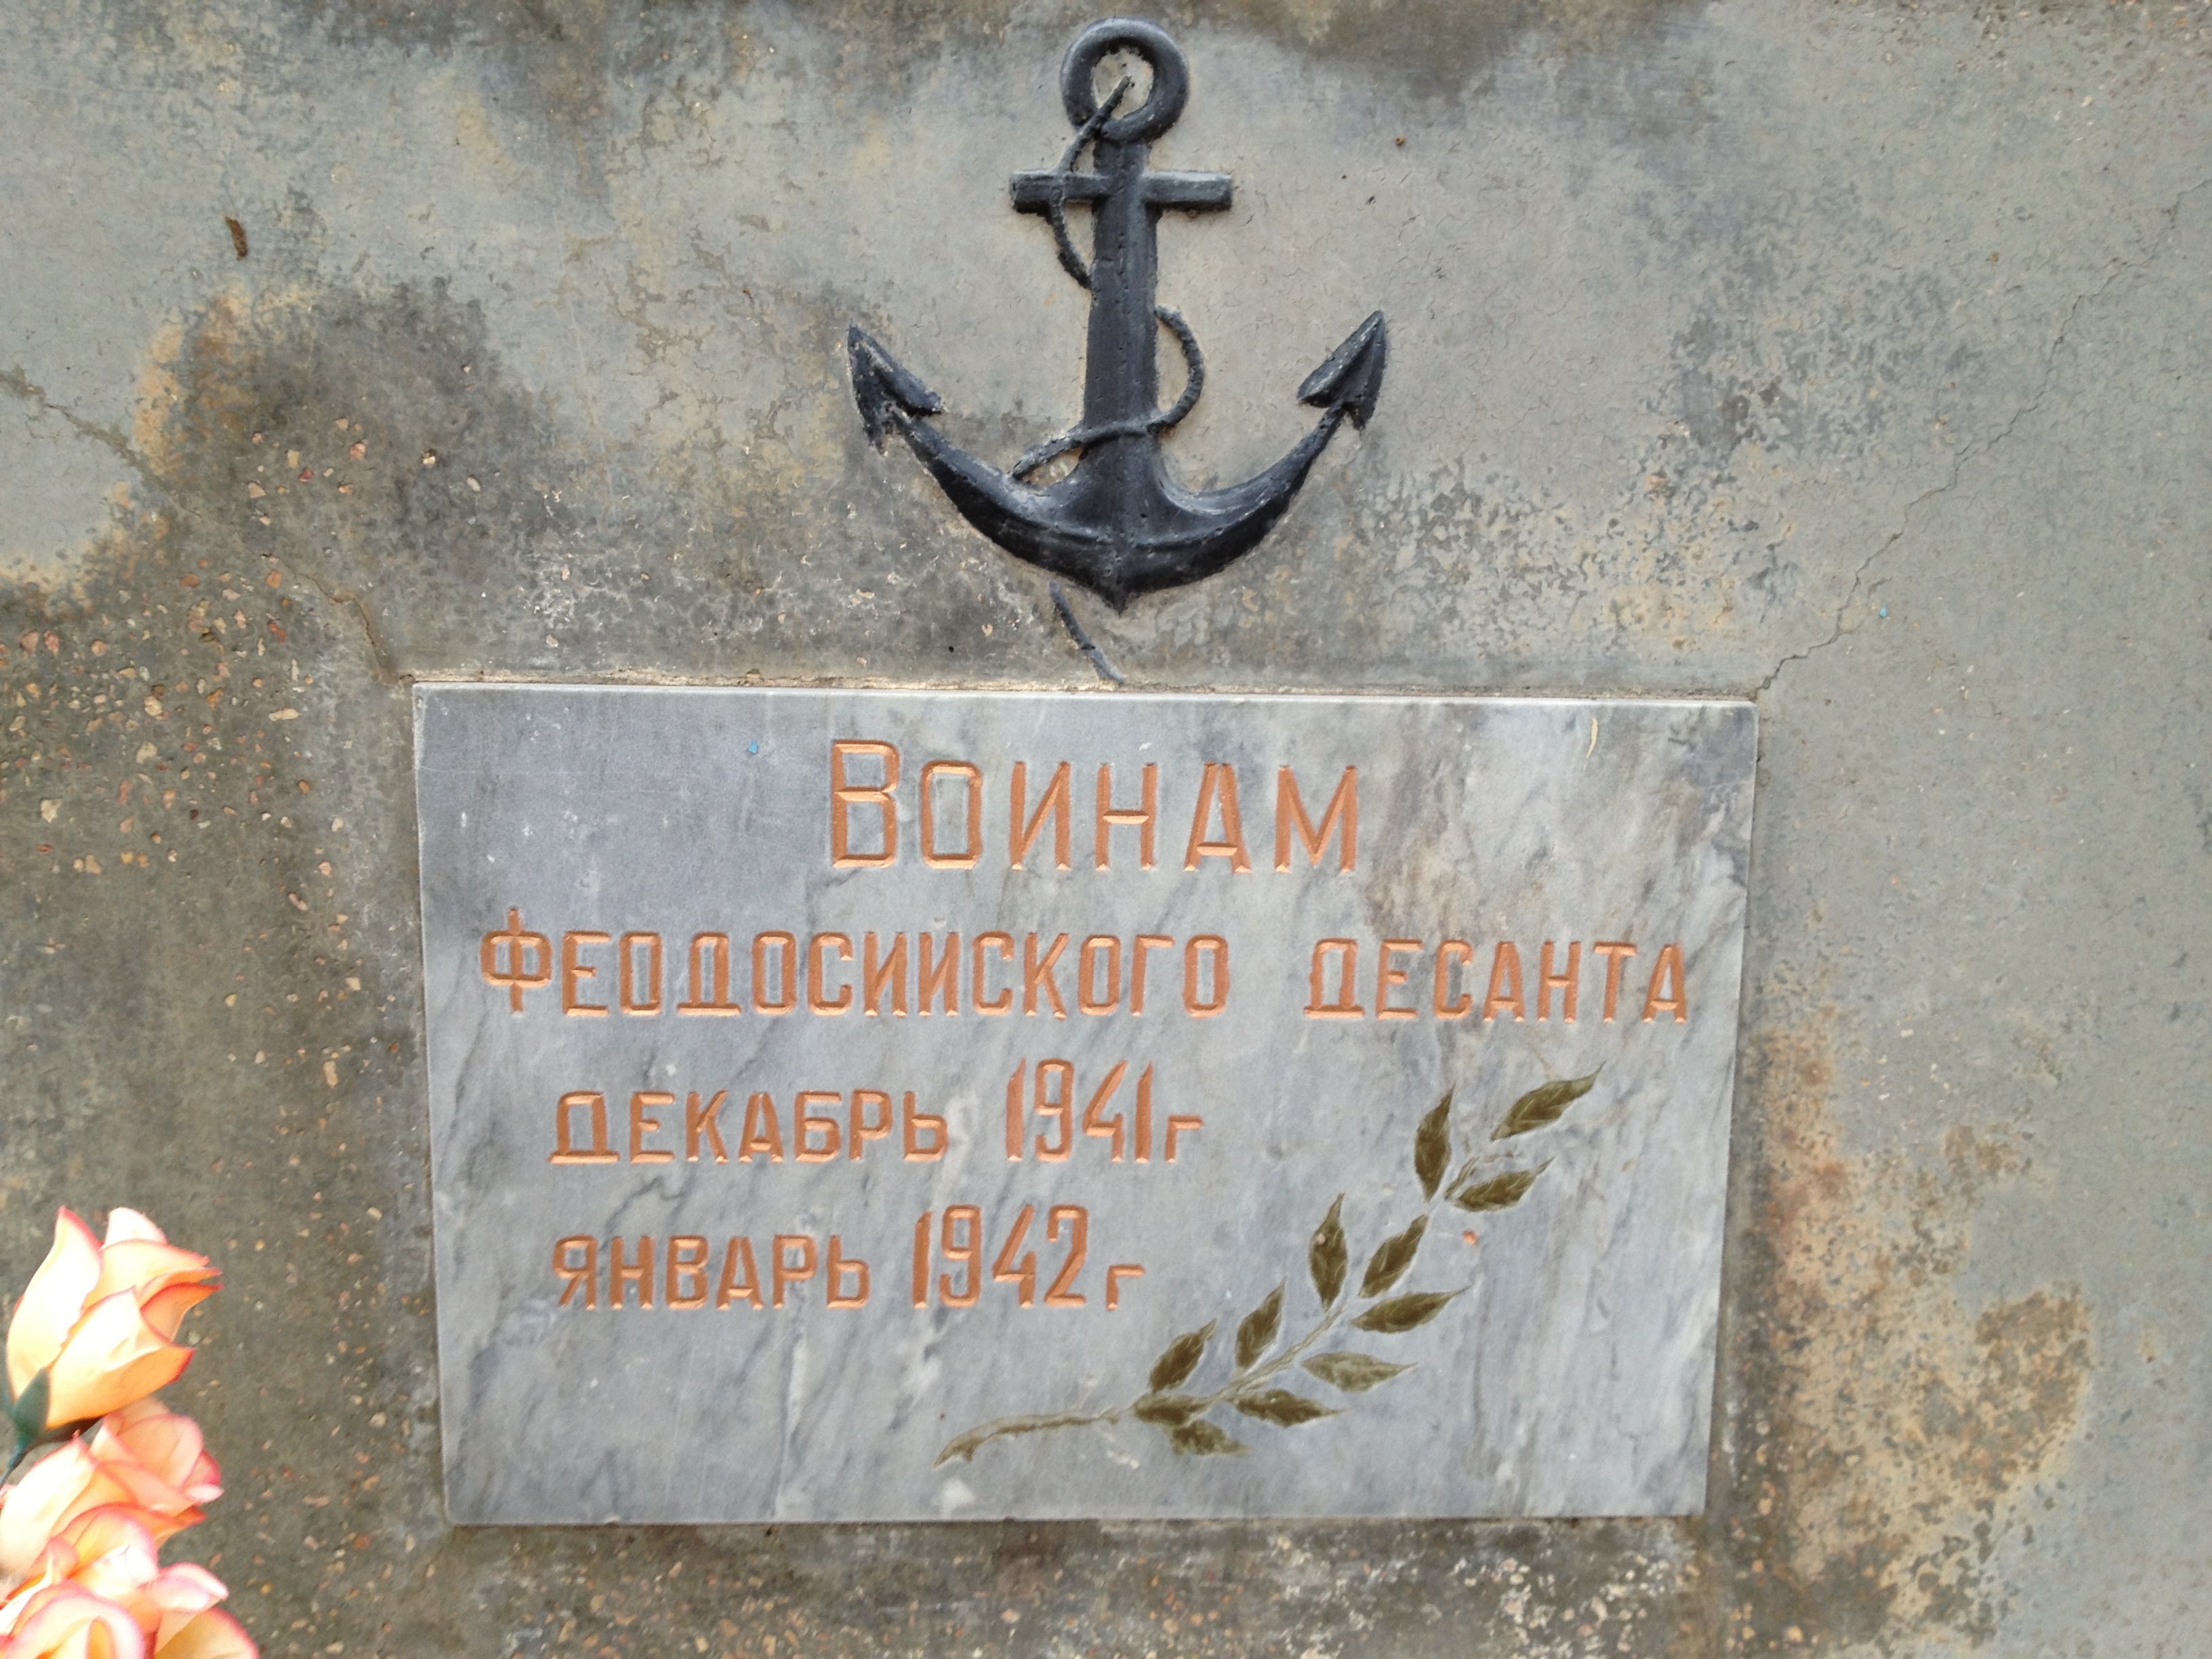 Воинам
Феодосииского десанта
декабрь 1941г
январь 1942г